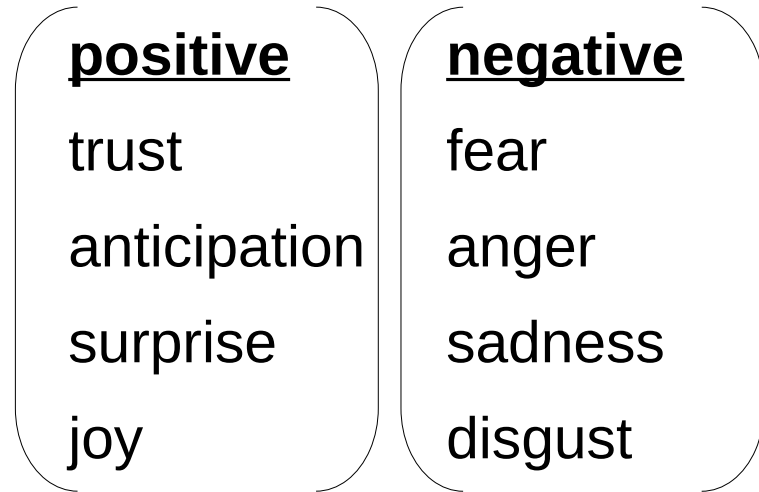 positive
trust
anticipation
surprise
joy
negative
fear
anger
sadness
disgust